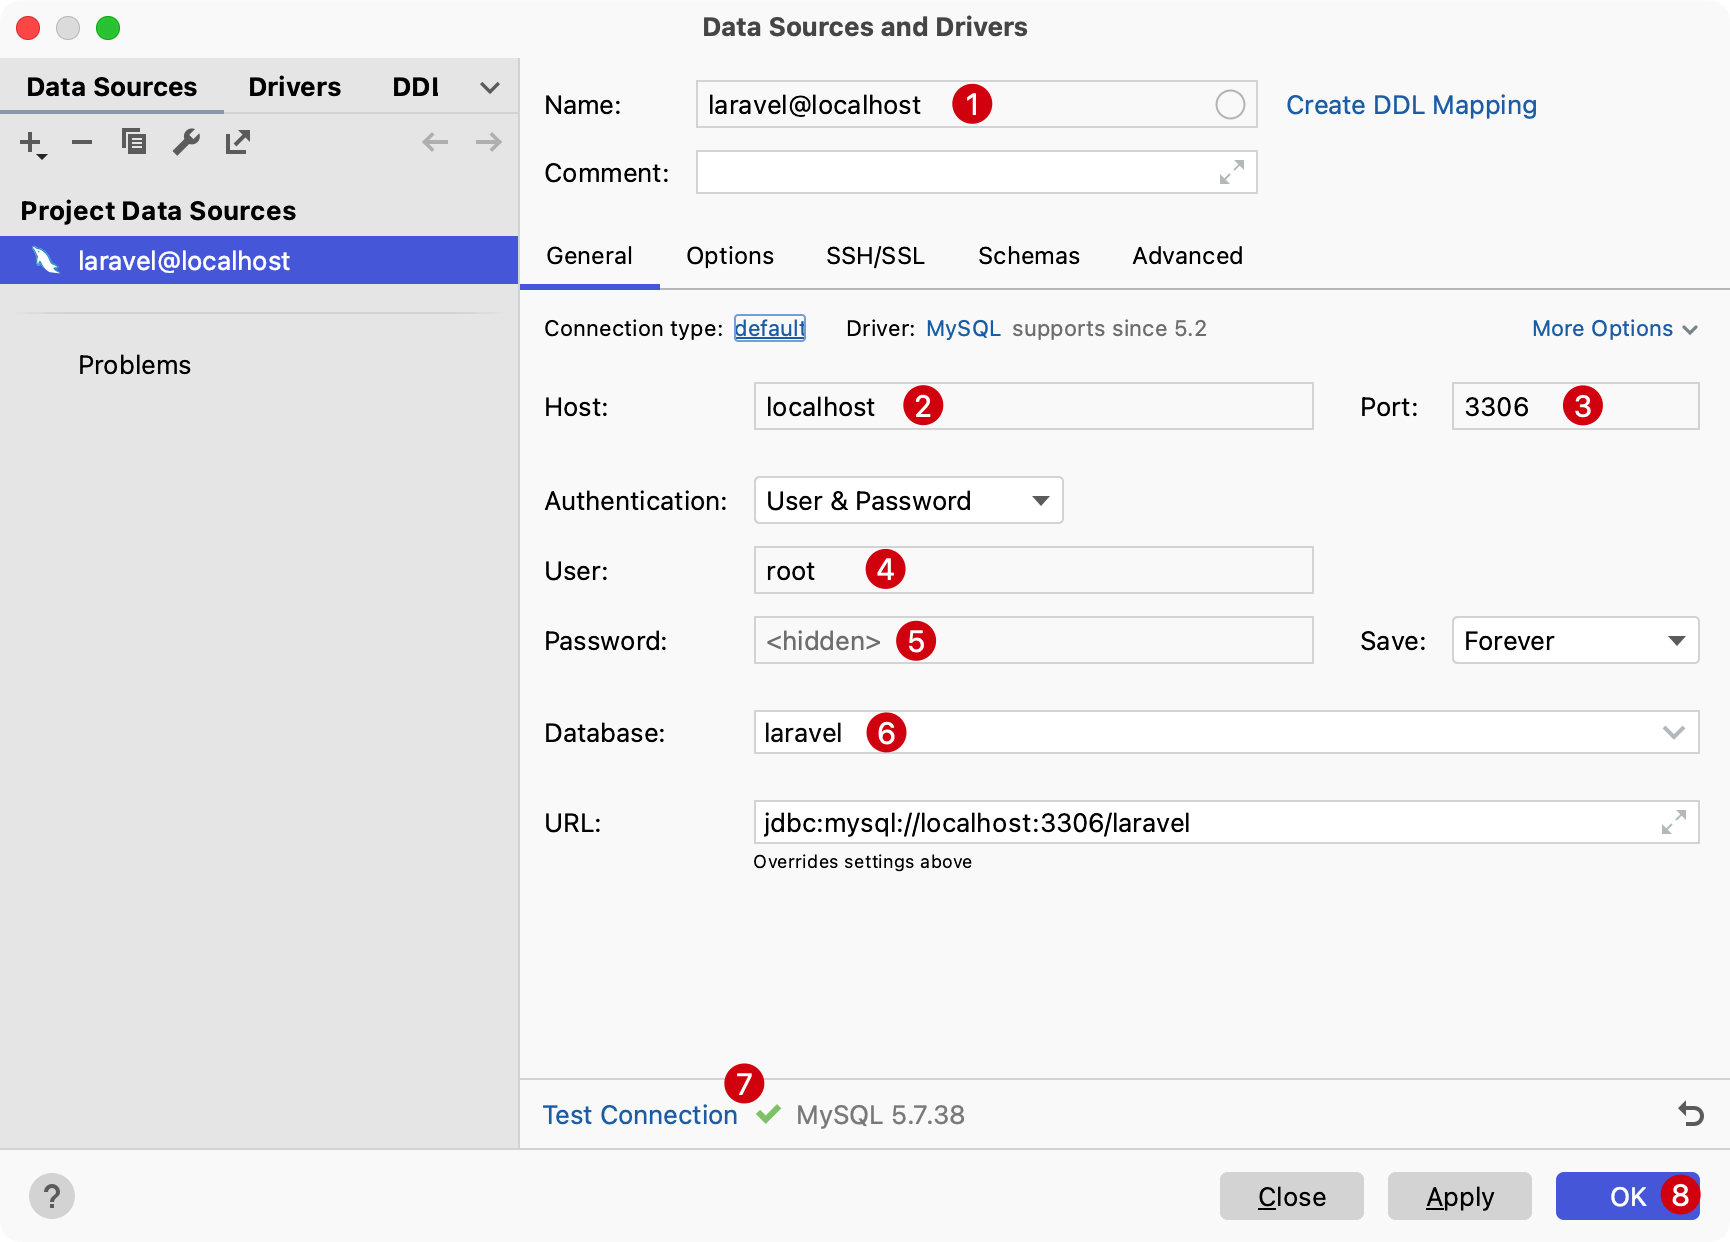 Data Sources and Drivers
Data Sources Drivers DDL
Project Data Sources
laravel@localhost
Problems
Name: laravel@localhost 1 Create DDL Mapping
Comment:
General Options SSH/SSL Schemas Advanced
Connection type: default Driver: MySQL supports since 5.2 More Options
Host: localhost 2 Port: 3306 3
Authentication: User & Password
User: root 4
Password: <hidden> 5 Save: Forever
Database: laravel 6
URL: jdbc:mysql://localhost:3306/laravel
Overrides settings above
7
Test Connection MySQL 5.7.38
? Close Apply OK 8